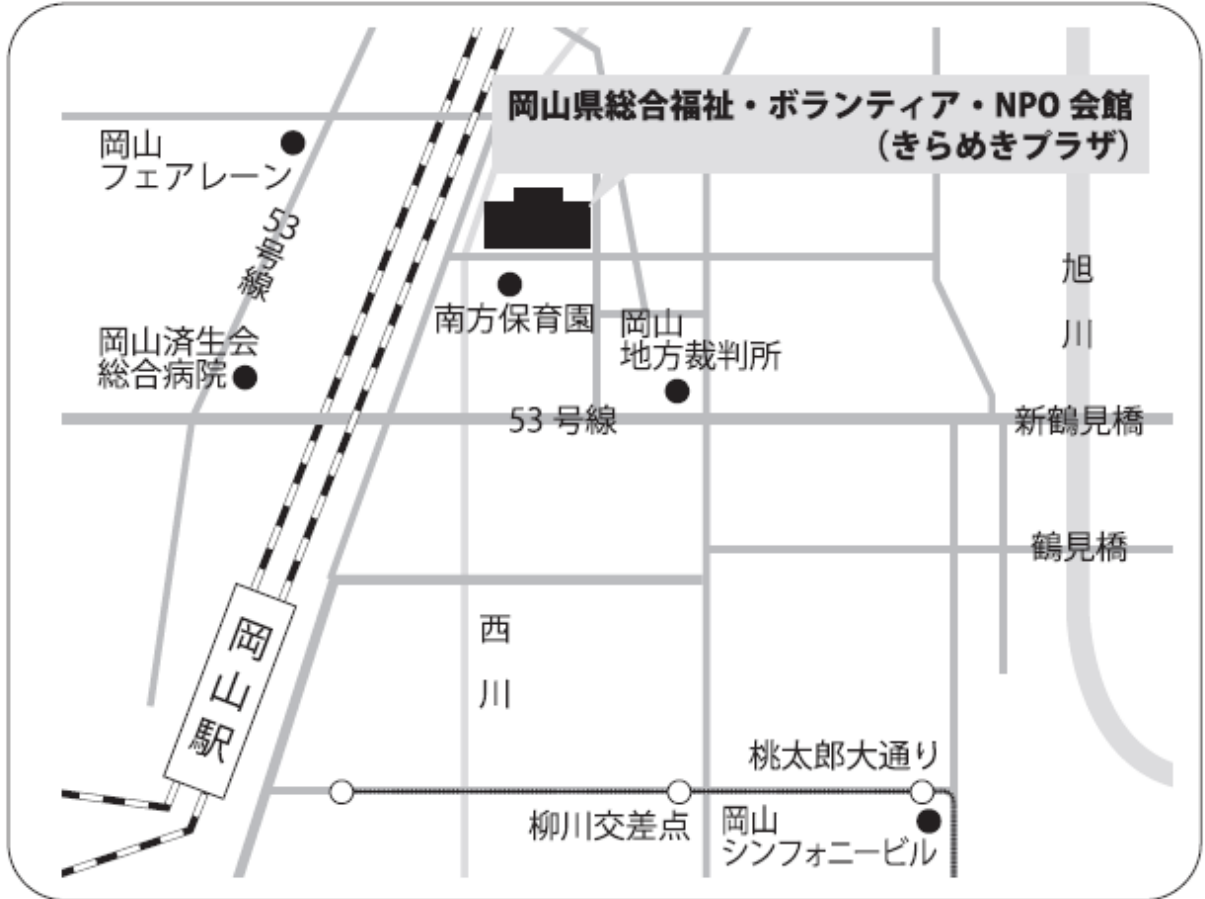 岡山県総合福祉・ボランティア・NPO 会館
（きらめきプラザ）
岡山
フェアレーン
53号線
旭川
南方保育園
岡山
地方裁判所
岡山済生会
総合病院
53 号線
新鶴見橋
鶴見橋
西川
岡山駅
桃太郎大通り
柳川交差点
岡山
シンフォニービル